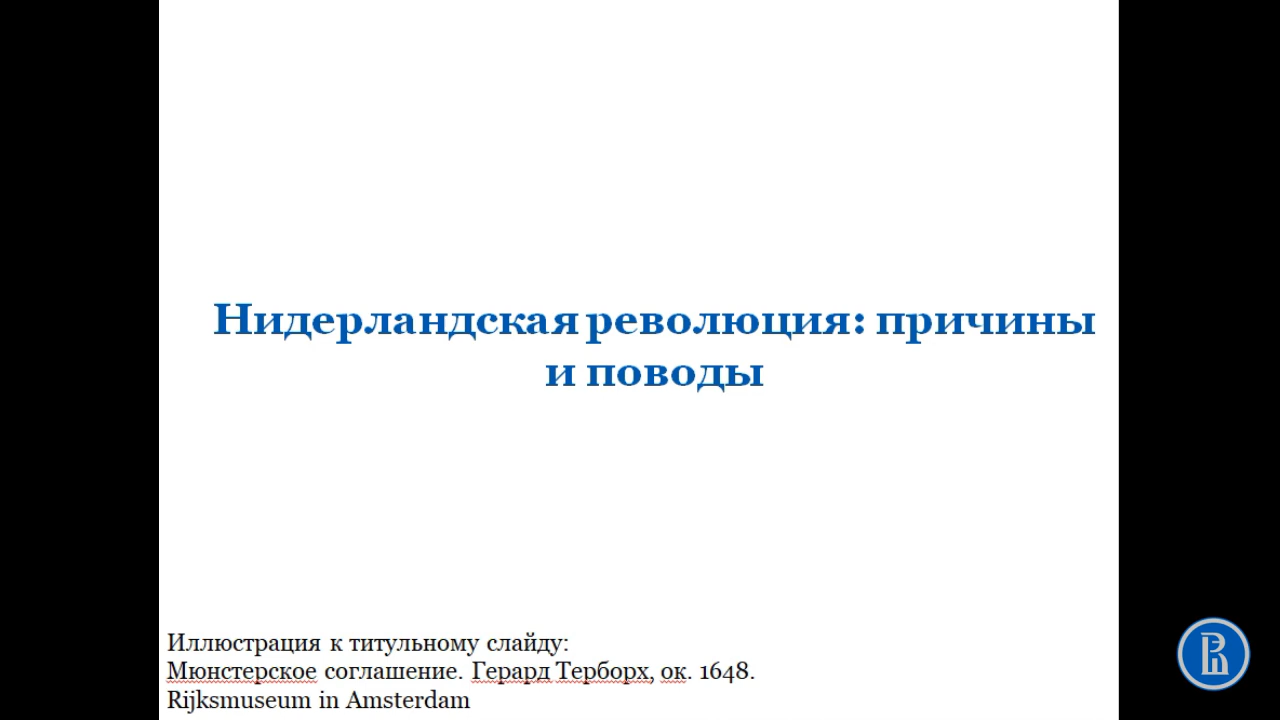 Нидерландская революция: причины
и поводы
Иллюстрация к титульному слайду:
Мюнстерское соглашение. Герард Терборх, ок. 1648.
Rijksmuseum in Amsterdam